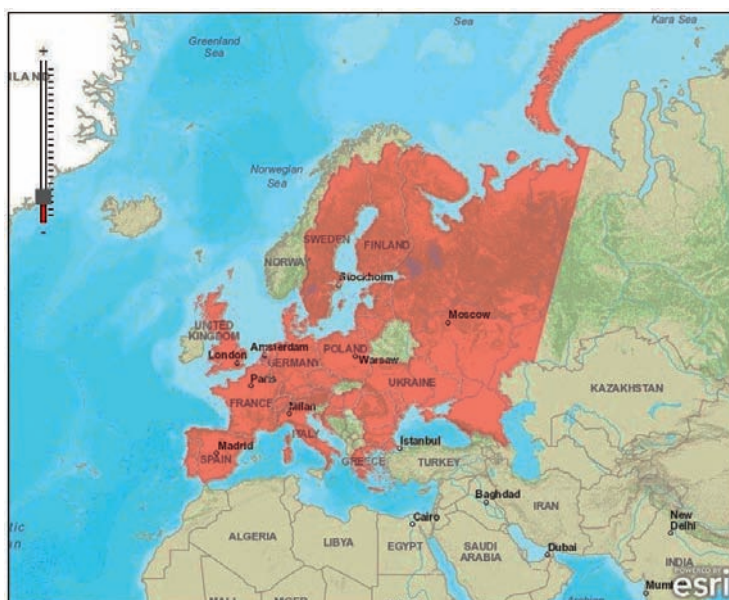 Greenland
Sea
Sea
Kara Sea
+
Norwegian
Sea
SWEDEN
FINLAND
NORWAY
Stockholm
Moscow
UNITED
KINGDOM
Amsterdam
London
POLAND
Warsaw
GERMANY
Paris
UKRAINE
KAZAKHSTAN
FRANCE
Milan
ITALY
Madrid
SPAIN
Istanbul
GREECE
TURKEY
Baghdad
IRAN
New
Delhi
Cairo
ALGERIA
LIBYA
EGYPT
SAUDI
ARABIA
Dubai
INDIA
POWERED BY
esri